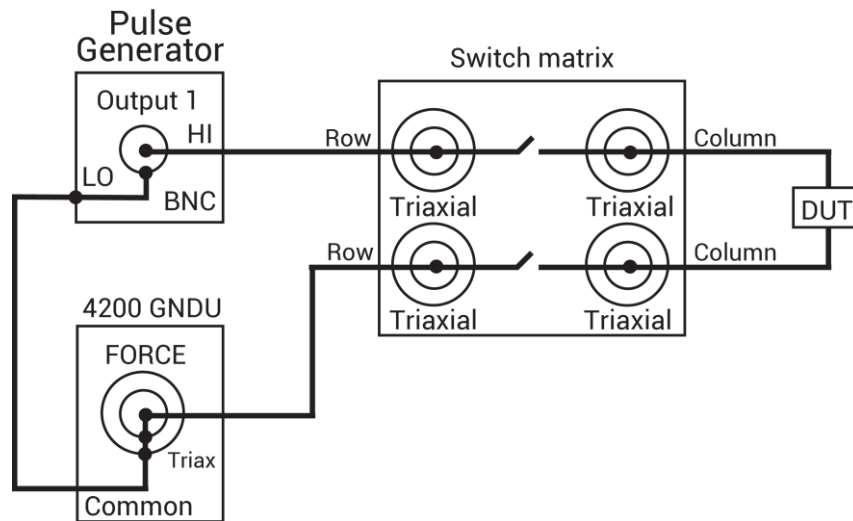 Pulse
Generator
Output 1
HI
LO
BNC
Switch matrix
Row
Column
Triaxial
Triaxial
DUT
Row
Column
Triaxial
Triaxial
4200 GNDU
FORCE
Triax
Common